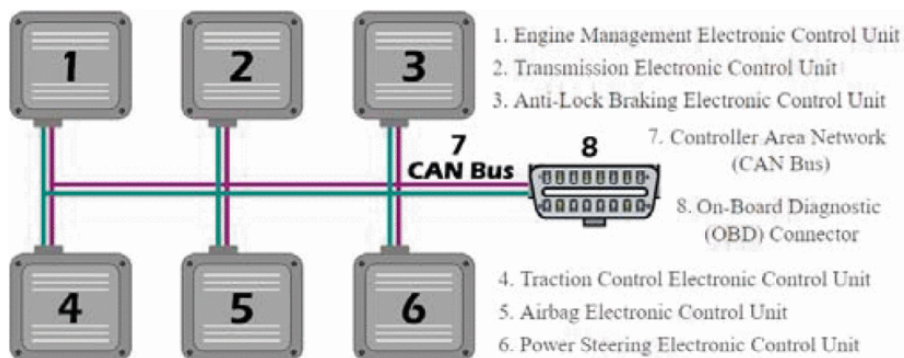 1
2
3
1. Engine Management Electronic Control Unit
2. Transmission Electronic Control Unit
3. Anti-Lock Braking Electronic Control Unit
7
CAN Bus
8
7. Controller Area Network
(CAN Bus)
8. On-Board Diagnostic
(OBD) Connector
4
5
6
4. Traction Control Electronic Control Unit
5. Airbag Electronic Control Unit
6. Power Steering Electronic Control Unit